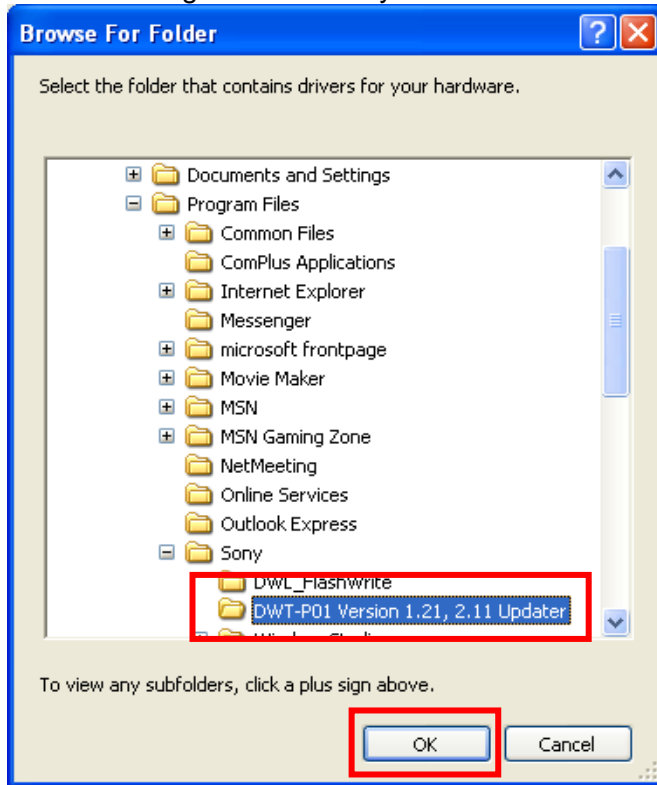 Browse For Folder
Select the folder that contains drivers for your hardware.
Documents and Settings
Program Files
Common Files
ComPlus Applications
Internet Explorer
Messenger
microsoft frontpage
Movie Maker
MSN
MSN Gaming Zone
NetMeeting
Online Services
Outlook Express
Sony
DWL_FlashWrite
DWT-P01 Version 1.21, 2.11 Updater
To view any subfolders, click a plus sign above.
OK Cancel